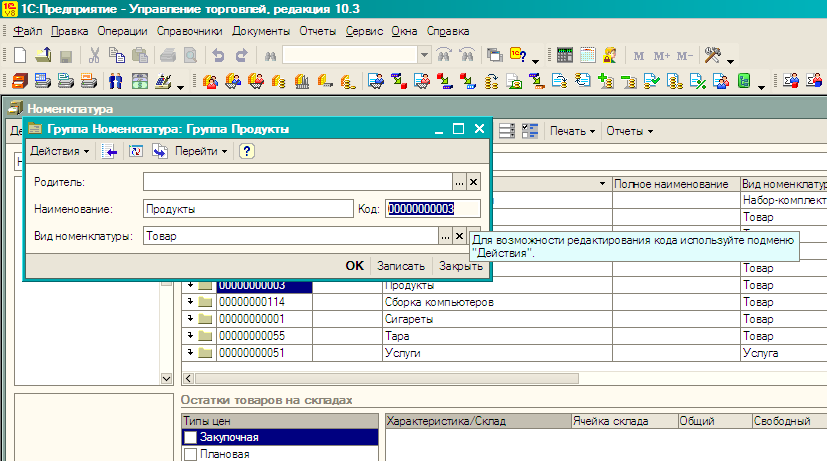 1С:Предприятие - Управление торговлей, редакция 10.3
Файл Правка Операции Справочники Документы Отчеты Сервис Окна Справка
M M+ M-
Номенклатура
Группа Номенклатура: Группа Продукты
Действия Перейти ?
Печать Отчеты
Родитель: ... ×
Наименование: Продукты Код: 00000000003
Вид номенклатуры: Товар ... ×
Для возможности редактирования кода используйте подменю
"Действия".
OK Записать Закрыть
Полное наименование Вид номенклатур
Набор-комплект
Товар
Товар
00000000003 Продукты Товар
00000000114 Сборка компьютеров Товар
00000000001 Сигареты Товар
00000000055 Тара Товар
00000000051 Услуги Услуга
Остатки товаров на складах
Типы цен
Закупочная
Плановая
Характеристика/Склад Ячейка склада Общий Свободный